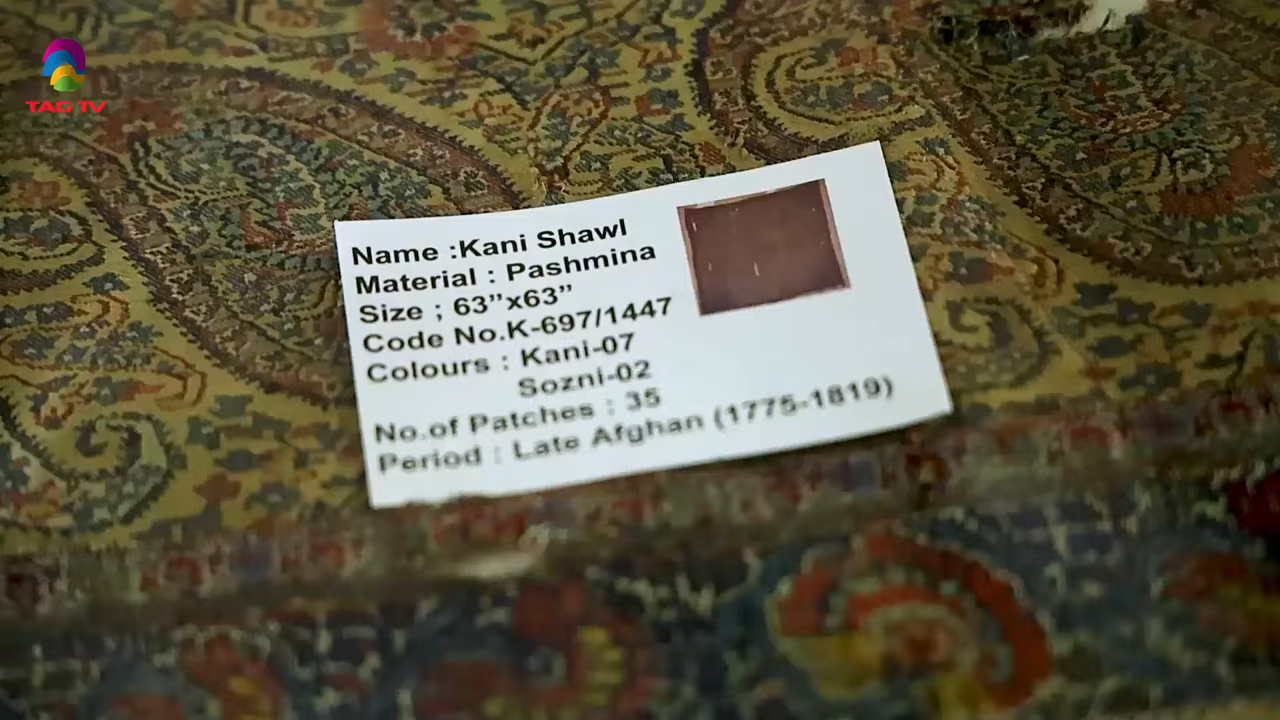 TAG TV
Name :Kani Shawl
Material : Pashmina
Size ; 63”x63”
Code No.K-697/1447
Colours : Kani-07
Sozni-02
No.of Patches : 35
Period : Late Afghan (1775-1819)